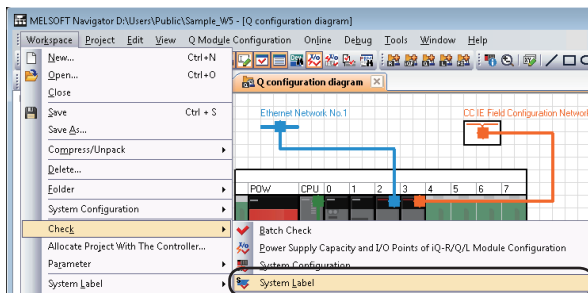 MELSOFT Navigator D:\Users\Public\Sample_W5 - [Q configuration diagram]
Workspace Project Edit View Q Module Configuration Online Debug Tools Window Help
New... Ctrl+N
Open... Ctrl+O
Close
Save Ctrl + S
Save As...
Compress/Unpack
Delete...
Folder
System Configuration
Check
Allocate Project With The Controller...
Parameter
System Label
Q configuration diagram
Ethernet Network No.1
CC IE Field Configuration Network
POW CPU 0 1 2 3 4 5 6 7
Batch Check
Power Supply Capacity and I/O Points of iQ-R/Q/L Module Configuration
System Configuration
System Label